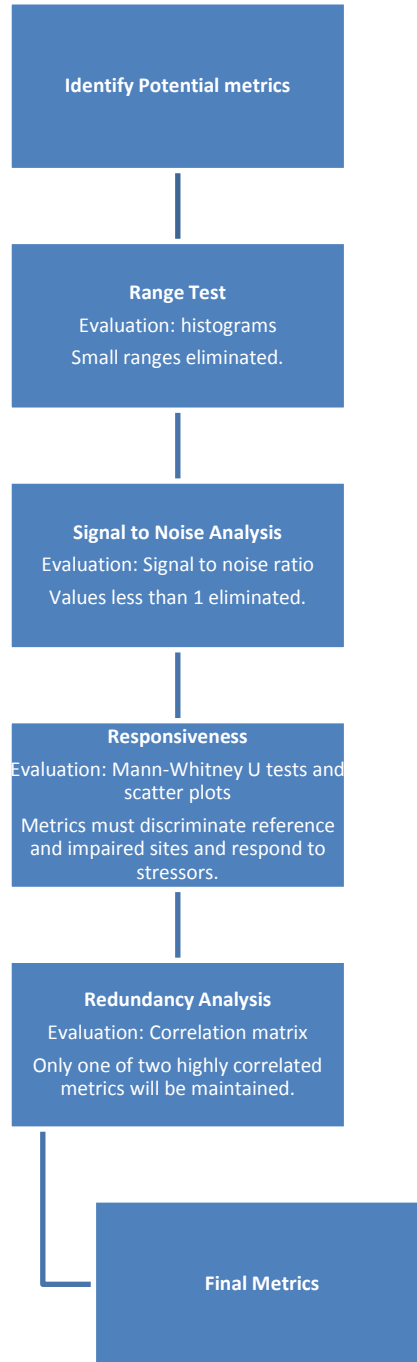 Identify Potential metrics
Range Test
Evaluation: histograms
Small ranges eliminated.
Signal to Noise Analysis
Evaluation: Signal to noise ratio
Values less than 1 eliminated.
Responsiveness
Evaluation: Mann-Whitney U tests and
scatter plots
Metrics must discriminate reference
and impaired sites and respond to
stressors.
Redundancy Analysis
Evaluation: Correlation matrix
Only one of two highly correlated
metrics will be maintained.
Final Metrics